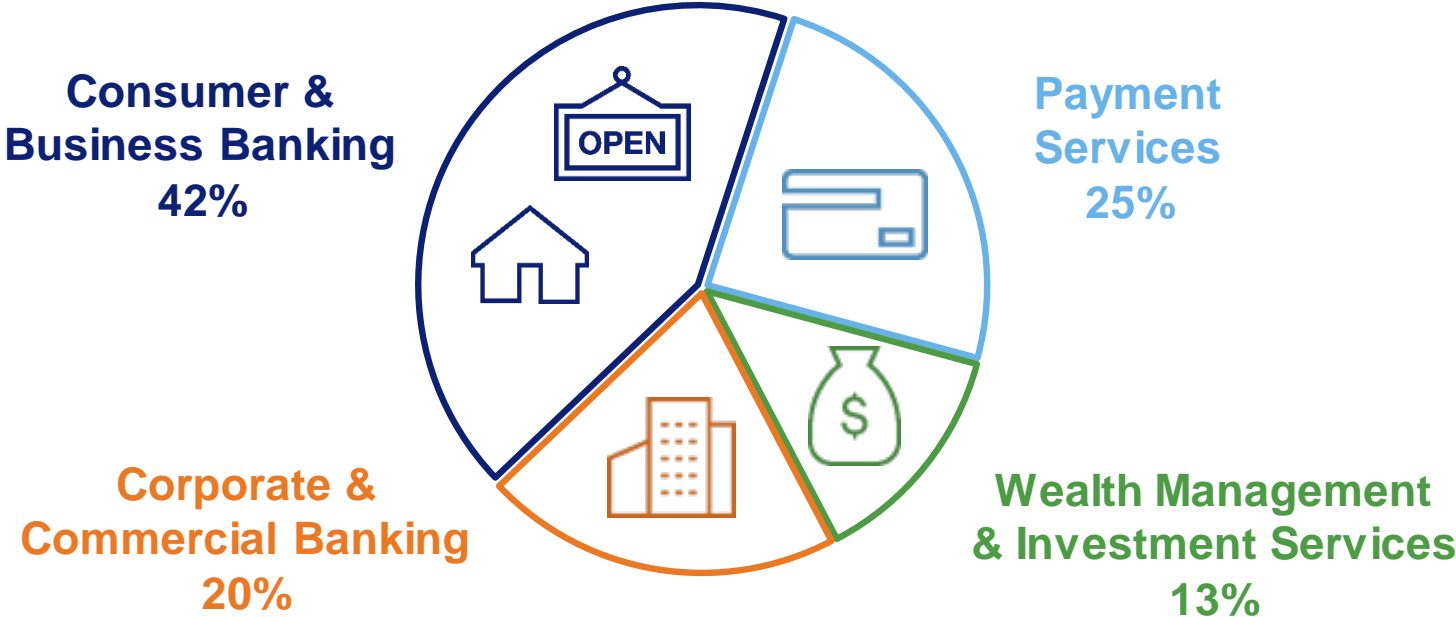 Consumer &
Business Banking
42%
OPEN
Payment
Services
25%
$
Corporate &
Commercial Banking
20%
Wealth Management
& Investment Services
13%